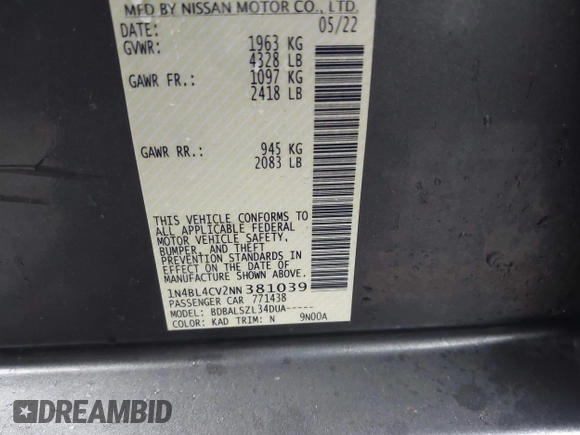 MFD BY NISSAN MOTOR CO., LTD.
DATE: 05/22
GVWR: 1963 KG
4328 LB
GAWR FR.: 1097 KG
2418 LB
GAWR RR.: 945 KG
2083 LB
THIS VEHICLE CONFORMS TO
ALL APPLICABLE FEDERAL
MOTOR VEHICLE SAFETY,
BUMPER, AND THEFT
PREVENTION STANDARDS IN
EFFECT ON THE DATE OF
MANUFACTURE SHOWN ABOVE.
1N4BL4CV2NN381039
PASSENGER CAR 771438
MODEL: BDBALSZL34DUA-----
COLOR: KAD TRIM: N 9N00A
DREAMBID